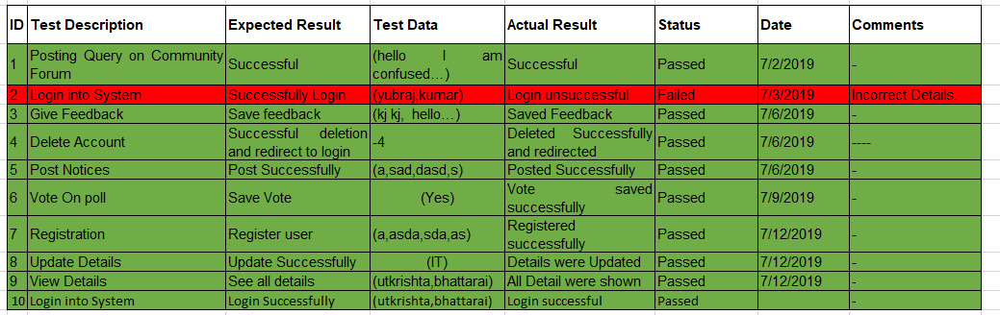 ID Test Description Expected Result Test Data Actual Result Status Date Comments
1 Posting Query on Community Forum Successful (hello I am confused…) Successful Passed 7/2/2019 -
2 Login into System Successfully Login (yubraj,kumar) Login unsuccessful Failed 7/3/2019 Incorrect Details.
3 Give Feedback Save feedback (kj kj, hello…) Saved Feedback Passed 7/6/2019 -
4 Delete Account Successful deletion and redirect to login -4 Deleted Successfully and redirected Passed 7/6/2019 ----
5 Post Notices Post Successfully (a,sad,dasd,s) Posted Successfully Passed 7/6/2019 -
6 Vote On poll Save Vote (Yes) Vote saved successfully Passed 7/9/2019 -
7 Registration Register user (a,asda,sda,as) Registered successfully Passed 7/12/2019 -
8 Update Details Update Successfully (IT) Details were Updated Passed 7/12/2019 -
9 View Details See all details (utkrishta,bhattarai) All Detail were shown Passed 7/12/2019 -
10 Login into System Login Successfully (utkrishta,bhattarai) Login successful Passed -